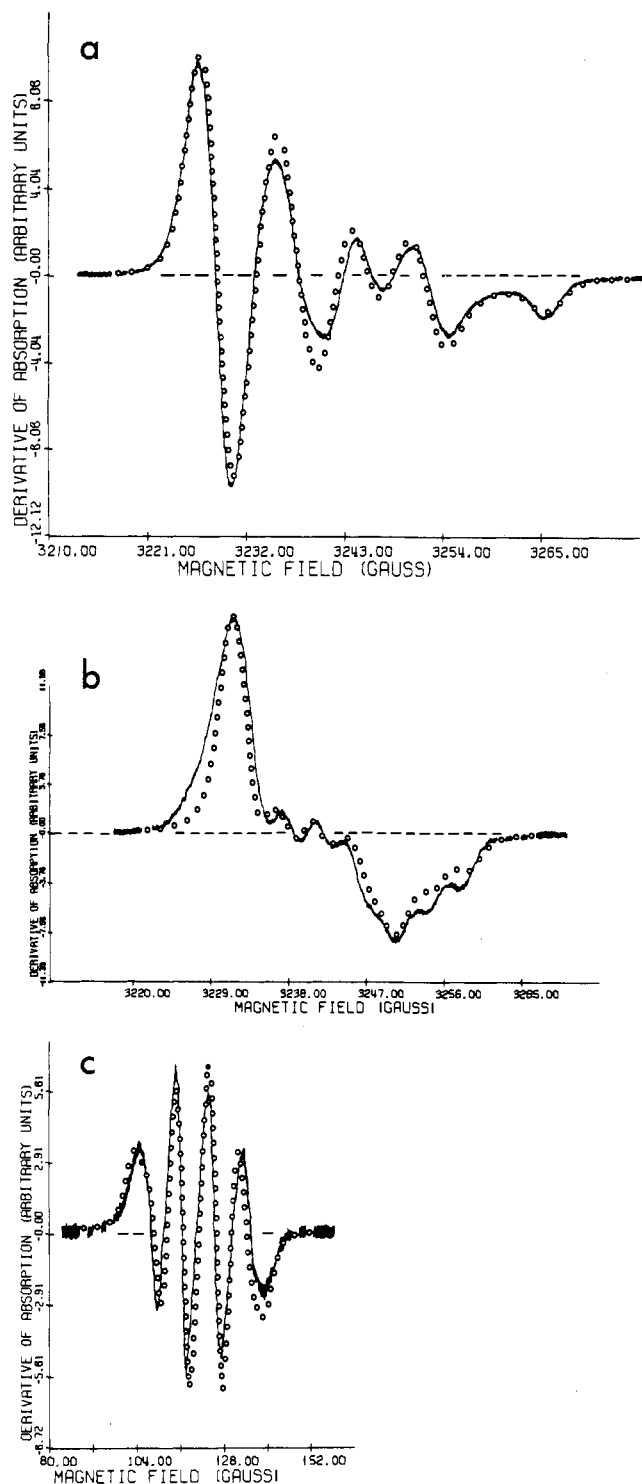 a
DERIVATIVE OF ABSORPTION (ARBITRARY UNITS)
4.04
-0.00
-4.04
-12.12
3210.00 3221.00 3232.00 3243.00 3254.00 3265.00
MAGNETIC FIELD (GAUSS)
b
DERIVATIVE OF ABSORPTION (ARBITRARY UNITS)
-0.00
3220.00 3229.00 3238.00 3247.00 3256.00 3265.00
MAGNETIC FIELD (GAUSS)
c
DERIVATIVE OF ABSORPTION (ARBITRARY UNITS)
5.81
2.91
-0.00
-2.91
-5.81
-8.72
80.00 104.00 128.00 152.00
MAGNETIC FIELD (GAUSS)